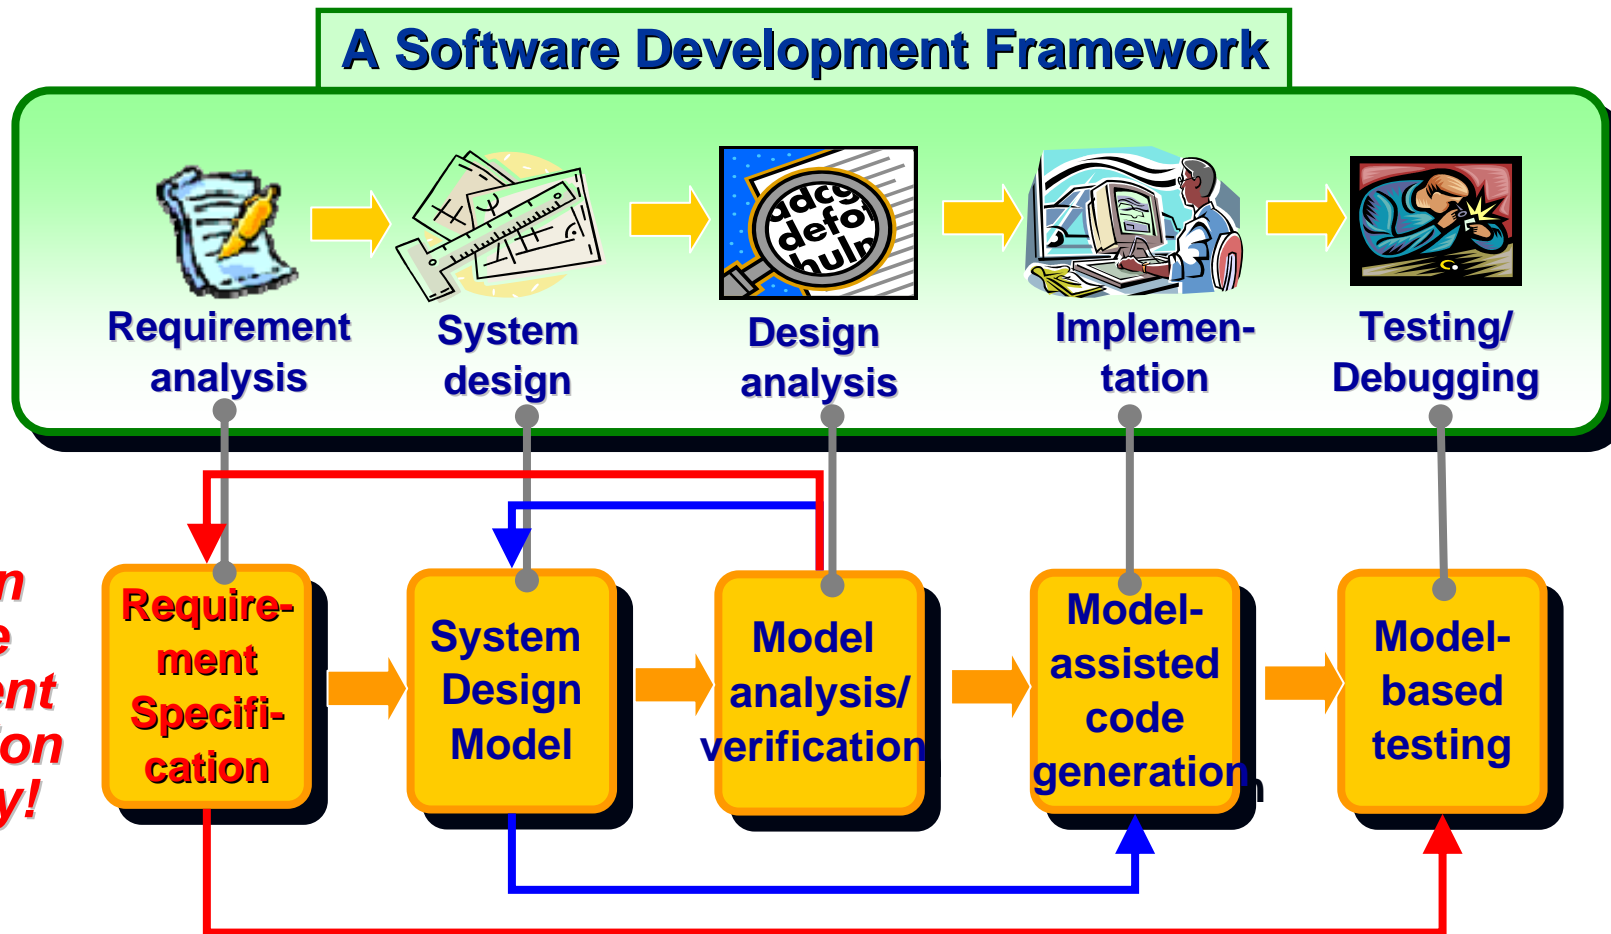 A Software Development Framework
Requirement
analysis
System
design
Design
analysis
Implemen-
tation
Testing/
Debugging
Require-
ment
Specifi-
cation
System
Design
Model
Model
analysis/
verification
Model-
assisted
code
generation
Model-
based
testing